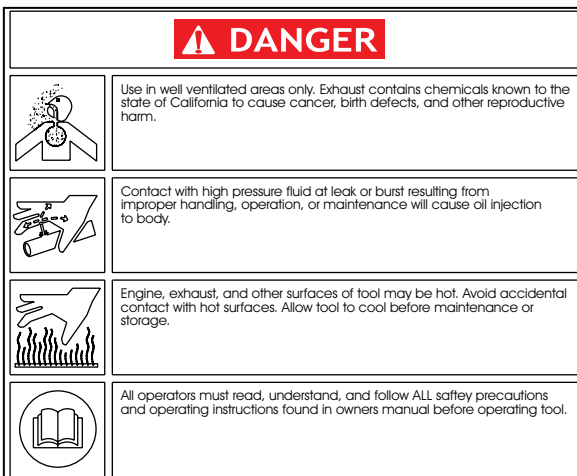 DANGER
Use in well ventilated areas only. Exhaust contains chemicals known to the
state of California to cause cancer, birth defects, and other reproductive
harm.
Contact with high pressure fluid at leak or burst resulting from
improper handling, operation, or maintenance will cause oil injection
to body.
Engine, exhaust, and other surfaces of tool may be hot. Avoid accidental
contact with hot surfaces. Allow tool to cool before maintenance or
storage.
All operators must read, understand, and follow ALL saftey precautions
and operating instructions found in owners manual before operating tool.